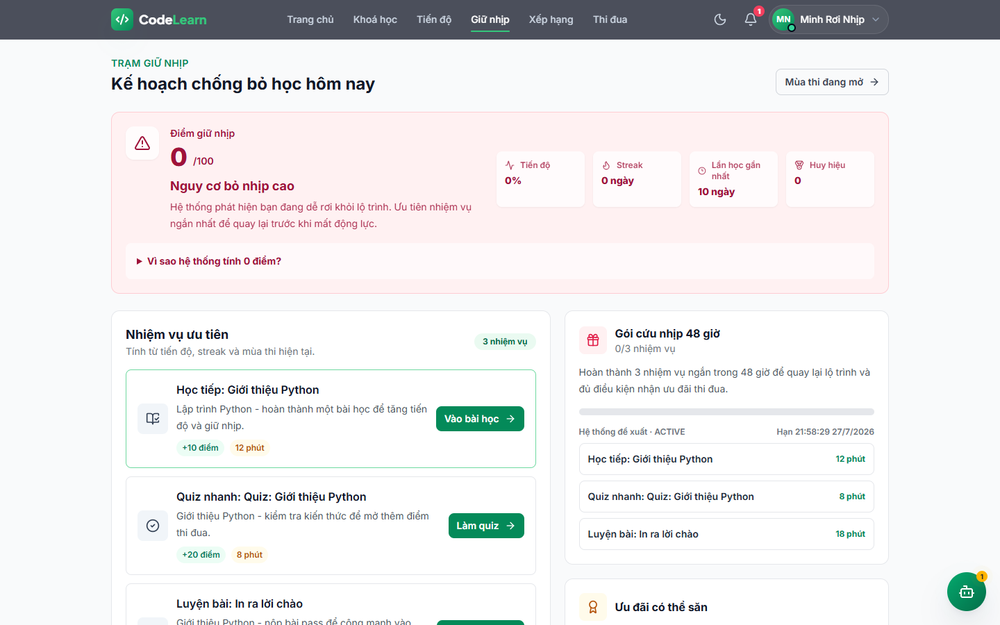 CodeLearn
Trang chủ
Khoá học
Tiến độ
Giữ nhịp
Xếp hạng
Thi đua
1
MN
Minh Rơi Nhịp
TRẠM GIỮ NHỊP
Kế hoạch chống bỏ học hôm nay
Mùa thi đang mở
Điểm giữ nhịp
0 /100
Nguy cơ bỏ nhịp cao
Hệ thống phát hiện bạn đang dễ rơi khỏi lộ trình. Ưu tiên nhiệm vụ
ngắn nhất để quay lại trước khi mất động lực.
Tiến độ
0%
Streak
0 ngày
Lần học gần
nhất
10 ngày
Huy hiệu
0
Vì sao hệ thống tính 0 điểm?
Nhiệm vụ ưu tiên
Tính từ tiến độ, streak và mùa thi hiện tại.
3 nhiệm vụ
Học tiếp: Giới thiệu Python
Lập trình Python - hoàn thành một bài học để tăng tiến
độ và giữ nhịp.
+10 điểm
12 phút
Vào bài học
Quiz nhanh: Quiz: Giới thiệu Python
Giới thiệu Python - kiểm tra kiến thức để mở thêm điểm
thi đua.
+20 điểm
8 phút
Làm quiz
Luyện bài: In ra lời chào
Giới thiệu Python - nộp bài pass để cộng mạnh vào
Gói cứu nhịp 48 giờ
0/3 nhiệm vụ
Hoàn thành 3 nhiệm vụ ngắn trong 48 giờ để quay lại lộ trình và
đủ điều kiện nhận ưu đãi thi đua.
Hệ thống đề xuất · ACTIVE
Hạn 21:58:29 27/7/2026
Học tiếp: Giới thiệu Python
12 phút
Quiz nhanh: Quiz: Giới thiệu Python
8 phút
Luyện bài: In ra lời chào
18 phút
Ưu đãi có thể săn
1